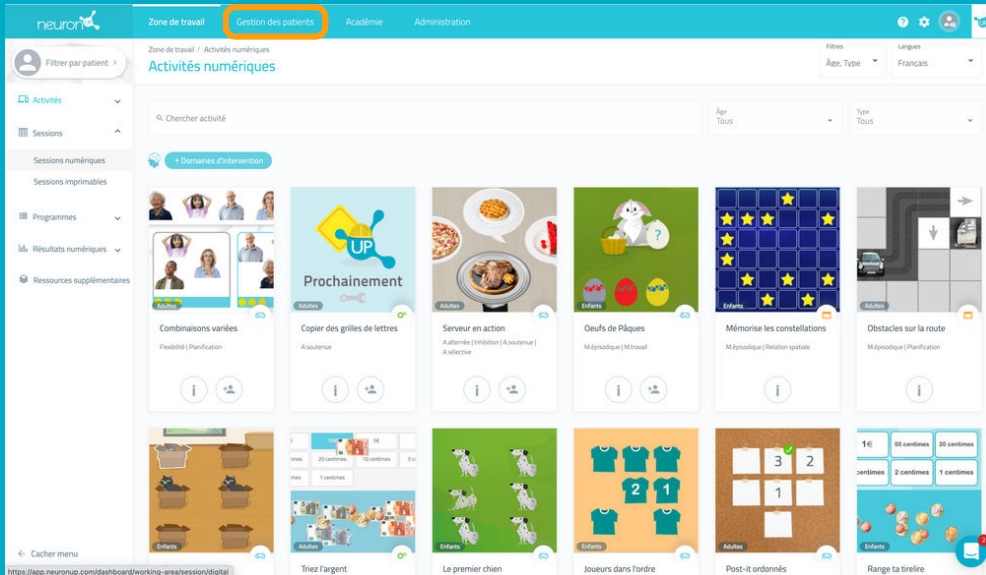 neuron
Zone de travail
Gestion des patients
Académie
Administration
Filtrer par patient >
Activités
Sessions
Sessions numériques
Sessions imprimables
Programmes
Résultats numériques
Ressources supplémentaires
Cacher menu
https://app.neuronup.com/dashboard/working-area/session/digital
Zone de travail / Activités numériques
Activités numériques
Filtres
Âge, Type
Langues
Français
Chercher activité
Âge
Tous
Type
Tous
+ Domaines d'intervention
Adultes
Combinaisons variées
Flexibilité | Planification
UP
Prochainement
Adultes
Copier des grilles de lettres
A.soutenue
Adultes
Serveur en action
A.alternée | Inhibition | A.soutenue |
A.sélective
?
Enfants
Oeufs de Pâques
M.épisodique | M.travail
Enfants
Mémorise les constellations
M.épisodique | Relation spatiale
Adultes
Obstacles sur la route
M.épisodique | Planification
Enfants
20 centimes
10 centimes
1 centimes
Enfants
Triez l'argent
Enfants
Le premier chien
2 1
Enfants
Joueurs dans l'ordre
3 2
1
Adultes
Post-it ordonnés
1€
50 centimes
20 centimes
centimes
2 centimes
1 centimes
Enfants
Range ta tirelire
2